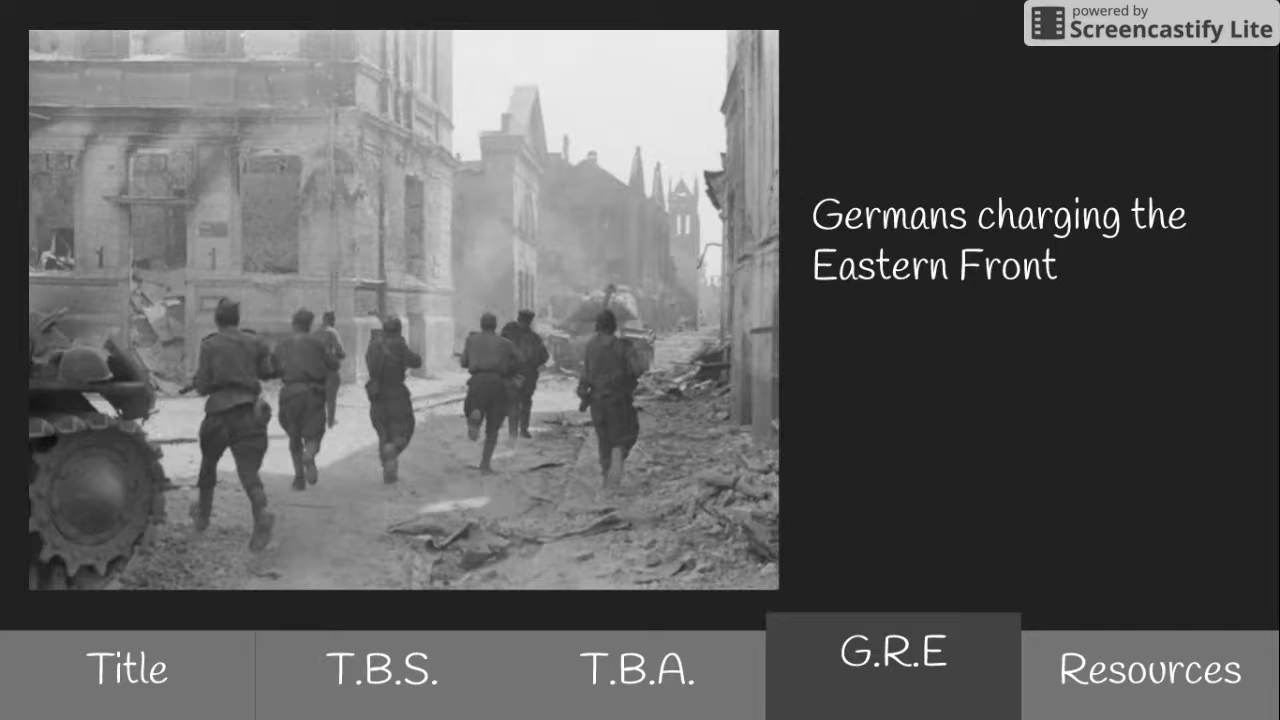 powered by
Screencastify Lite
Germans charging the
Eastern Front
Title
T.B.S.
T.B.A.
G.R.E
Resources